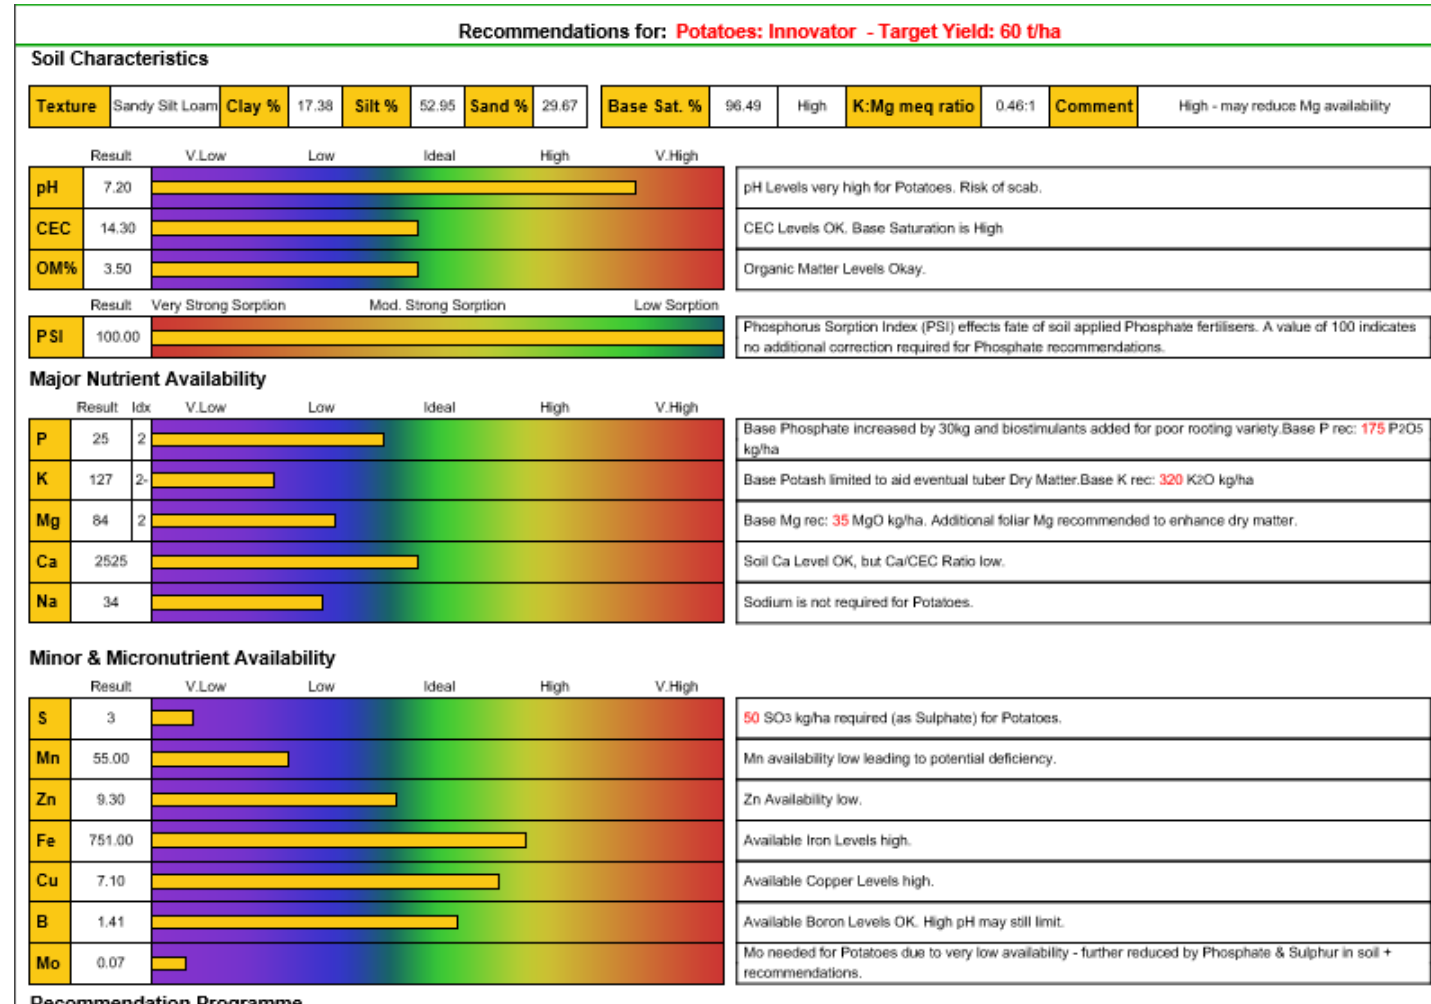 Recommendations for: Potatoes: Innovator - Target Yield: 60 t/ha
Soil Characteristics
Texture Sandy Silt Loam Clay % 17.38 Silt % 52.95 Sand % 29.67 Base Sat. % 96.49 High K:Mg meq ratio 0.46:1 Comment High - may reduce Mg availability
Result V.Low Low Ideal High V.High
pH 7.20 pH Levels very high for Potatoes. Risk of scab.
CEC 14.30 CEC Levels OK. Base Saturation is High
OM% 3.50 Organic Matter Levels Okay.
Result Very Strong Sorption Mod. Strong Sorption Low Sorption
PSI 100.00 Phosphorus Sorption Index (PSI) effects fate of soil applied Phosphate fertilisers. A value of 100 indicates
no additional correction required for Phosphate recommendations.
Major Nutrient Availability
Result Idx V.Low Low Ideal High V.High
P 25 2 Base Phosphate increased by 30kg and biostimulants added for poor rooting variety.Base P rec: 175 P2O5
kg/ha
K 127 2- Base Potash limited to aid eventual tuber Dry Matter.Base K rec: 320 K2O kg/ha
Mg 84 2 Base Mg rec: 35 MgO kg/ha. Additional foliar Mg recommended to enhance dry matter.
Ca 2525 Soil Ca Level OK, but Ca/CEC Ratio low.
Na 34 Sodium is not required for Potatoes.
Minor & Micronutrient Availability
Result V.Low Low Ideal High V.High
S 3 50 SO3 kg/ha required (as Sulphate) for Potatoes.
Mn 55.00 Mn availability low leading to potential deficiency.
Zn 9.30 Zn Availability low.
Fe 751.00 Available Iron Levels high.
Cu 7.10 Available Copper Levels high.
B 1.41 Available Boron Levels OK. High pH may still limit.
Mo 0.07 Mo needed for Potatoes due to very low availability - further reduced by Phosphate & Sulphur in soil +
recommendations.
Recommendation Programme